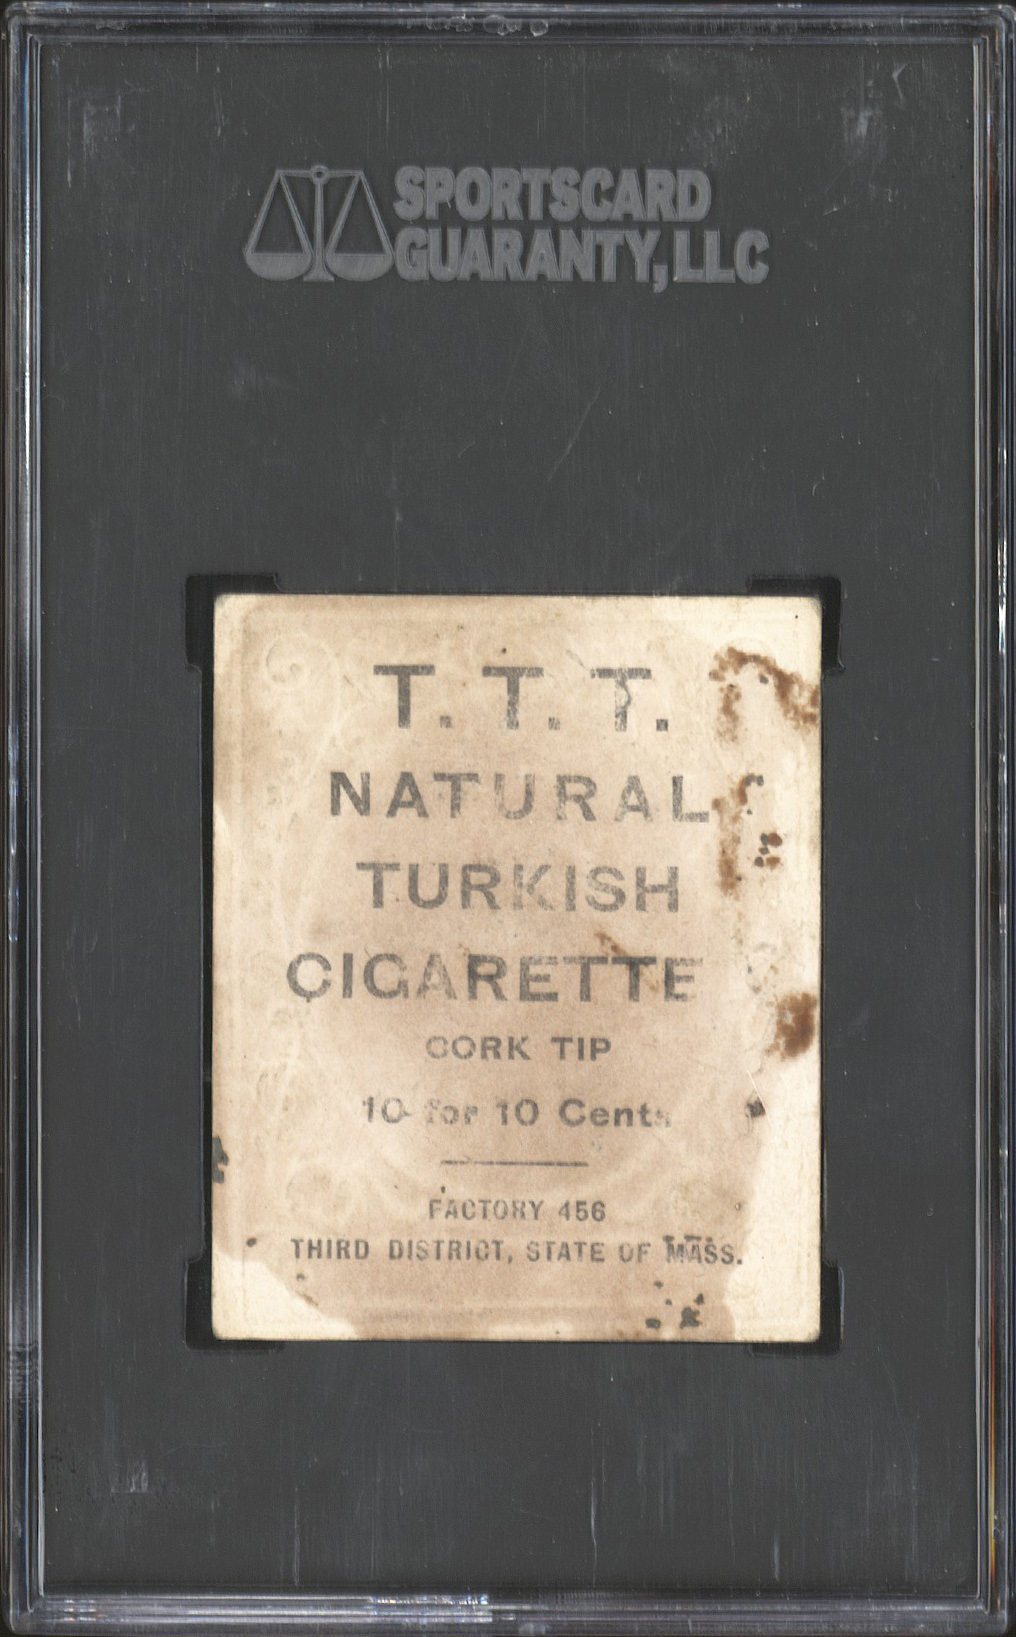 SPORTSCARD
GUARANTY, LLC
T. T. T.
NATURAL
TURKISH
CIGARETTE
CORK TIP
10 for 10 Cents
FACTORY 456
THIRD DISTRICT, STATE OF MASS.